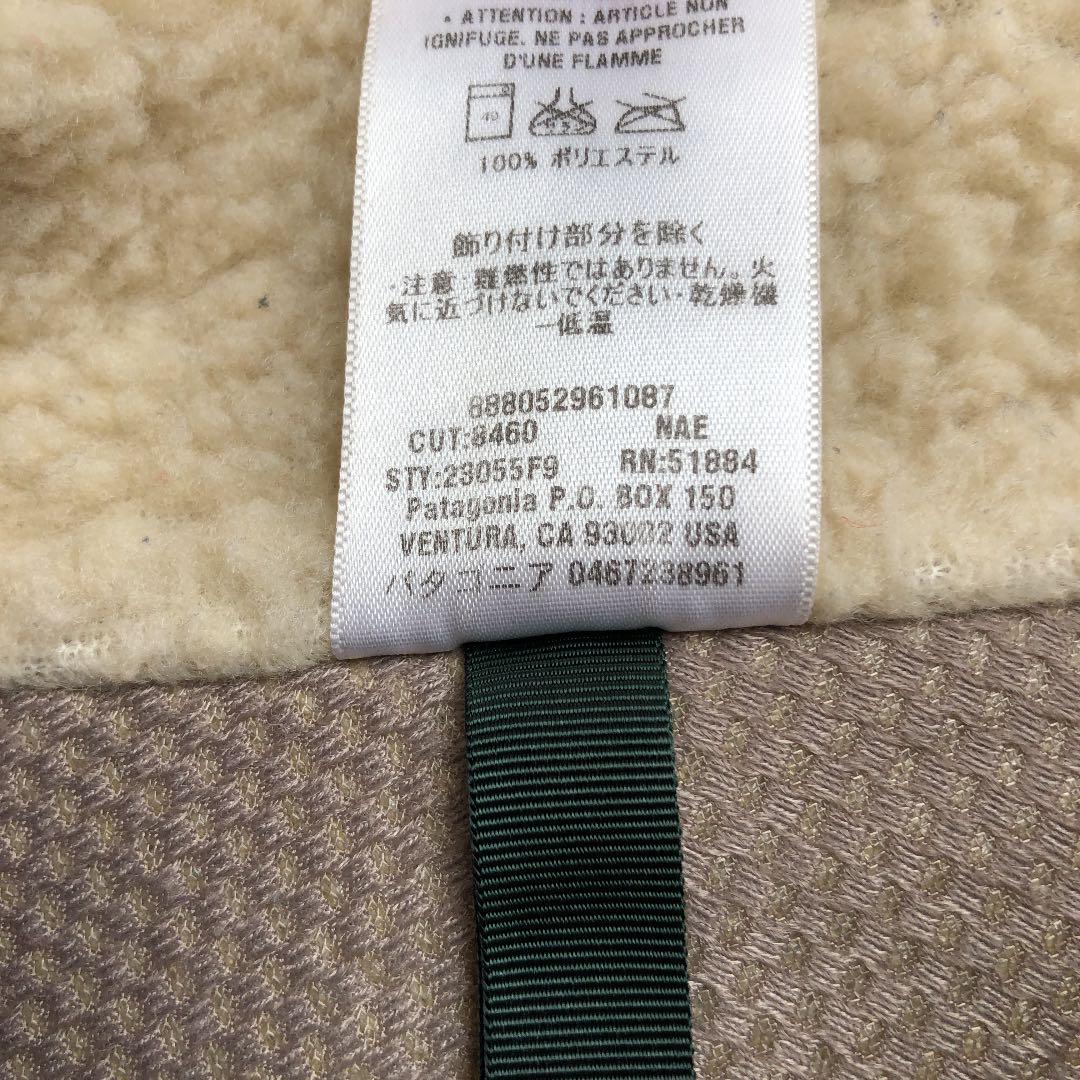 • ATTENTION : ARTICLE NON
IGNIFUGE. NE PAS APPROCHER
D'UNE FLAMME
100% ポリエステル
飾り付け部分を除く
・注意・難燃性ではありません。火
気に近づけないでください・乾燥機
ー低温
888052961087
CUT:8460 NAE
STY:23055F9 RN:51884
Patagonia P.O. BOX 150
VENTURA, CA 93002 USA
パタゴニア 0467238961